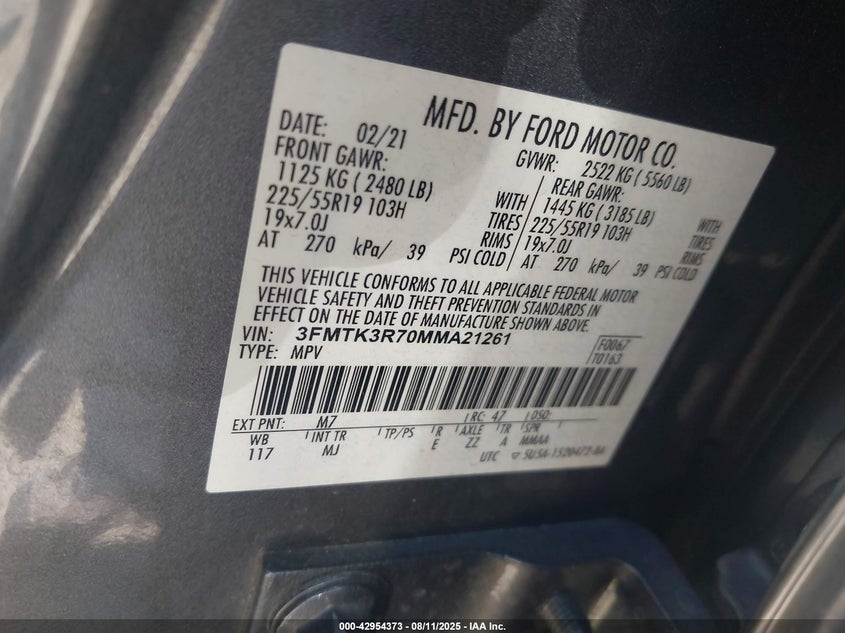 MFD. BY FORD MOTOR CO.
DATE: 02/21 GVWR: 2522 KG ( 5560 LB)
FRONT GAWR: REAR GAWR:
1125 KG ( 2480 LB) WITH 1445 KG ( 3185 LB) WITH
225/55R19 103H TIRES 225/55R19 103H TIRES
19x7.0J RIMS 19x7.0J RIMS
AT 270 kPa/ 39 PSI COLD AT 270 kPa/ 39 PSI COLD
THIS VEHICLE CONFORMS TO ALL APPLICABLE FEDERAL MOTOR
VEHICLE SAFETY AND THEFT PREVENTION STANDARDS IN
EFFECT ON THE DATE OF MANUFACTURE SHOWN ABOVE.
VIN: 3FMTK3R70MMA21261 F0067
TYPE: MPV T0163
EXT PNT: M7 RC: 47 DSO:
WB INT TR TP/PS R AXLE TR SPR
117 MJ E ZZ A MMAA
UTC
000-42954373 - 08/11/2025 - IAA Inc.